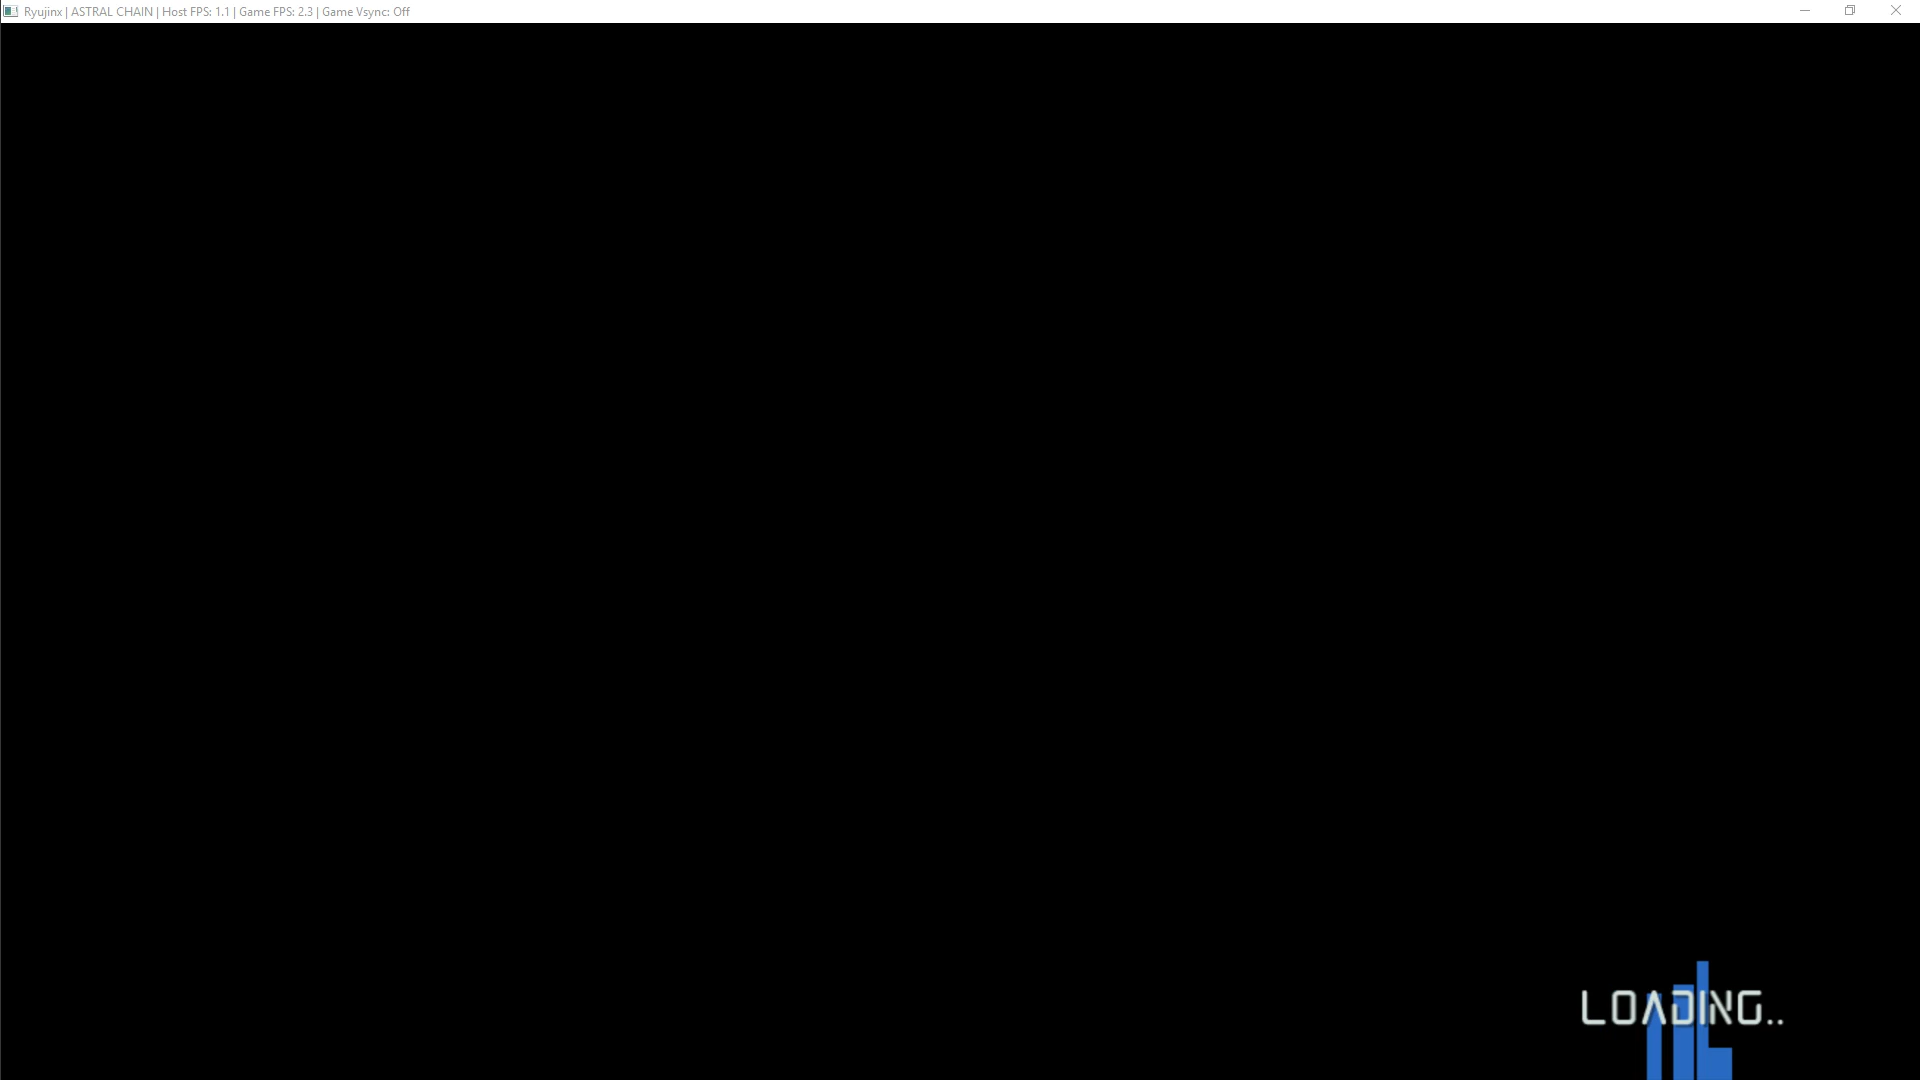 Ryujinx | ASTRAL CHAIN | Host FPS: 1.1 | Game FPS: 2.3 | Game Vsync: Off
LOADING..